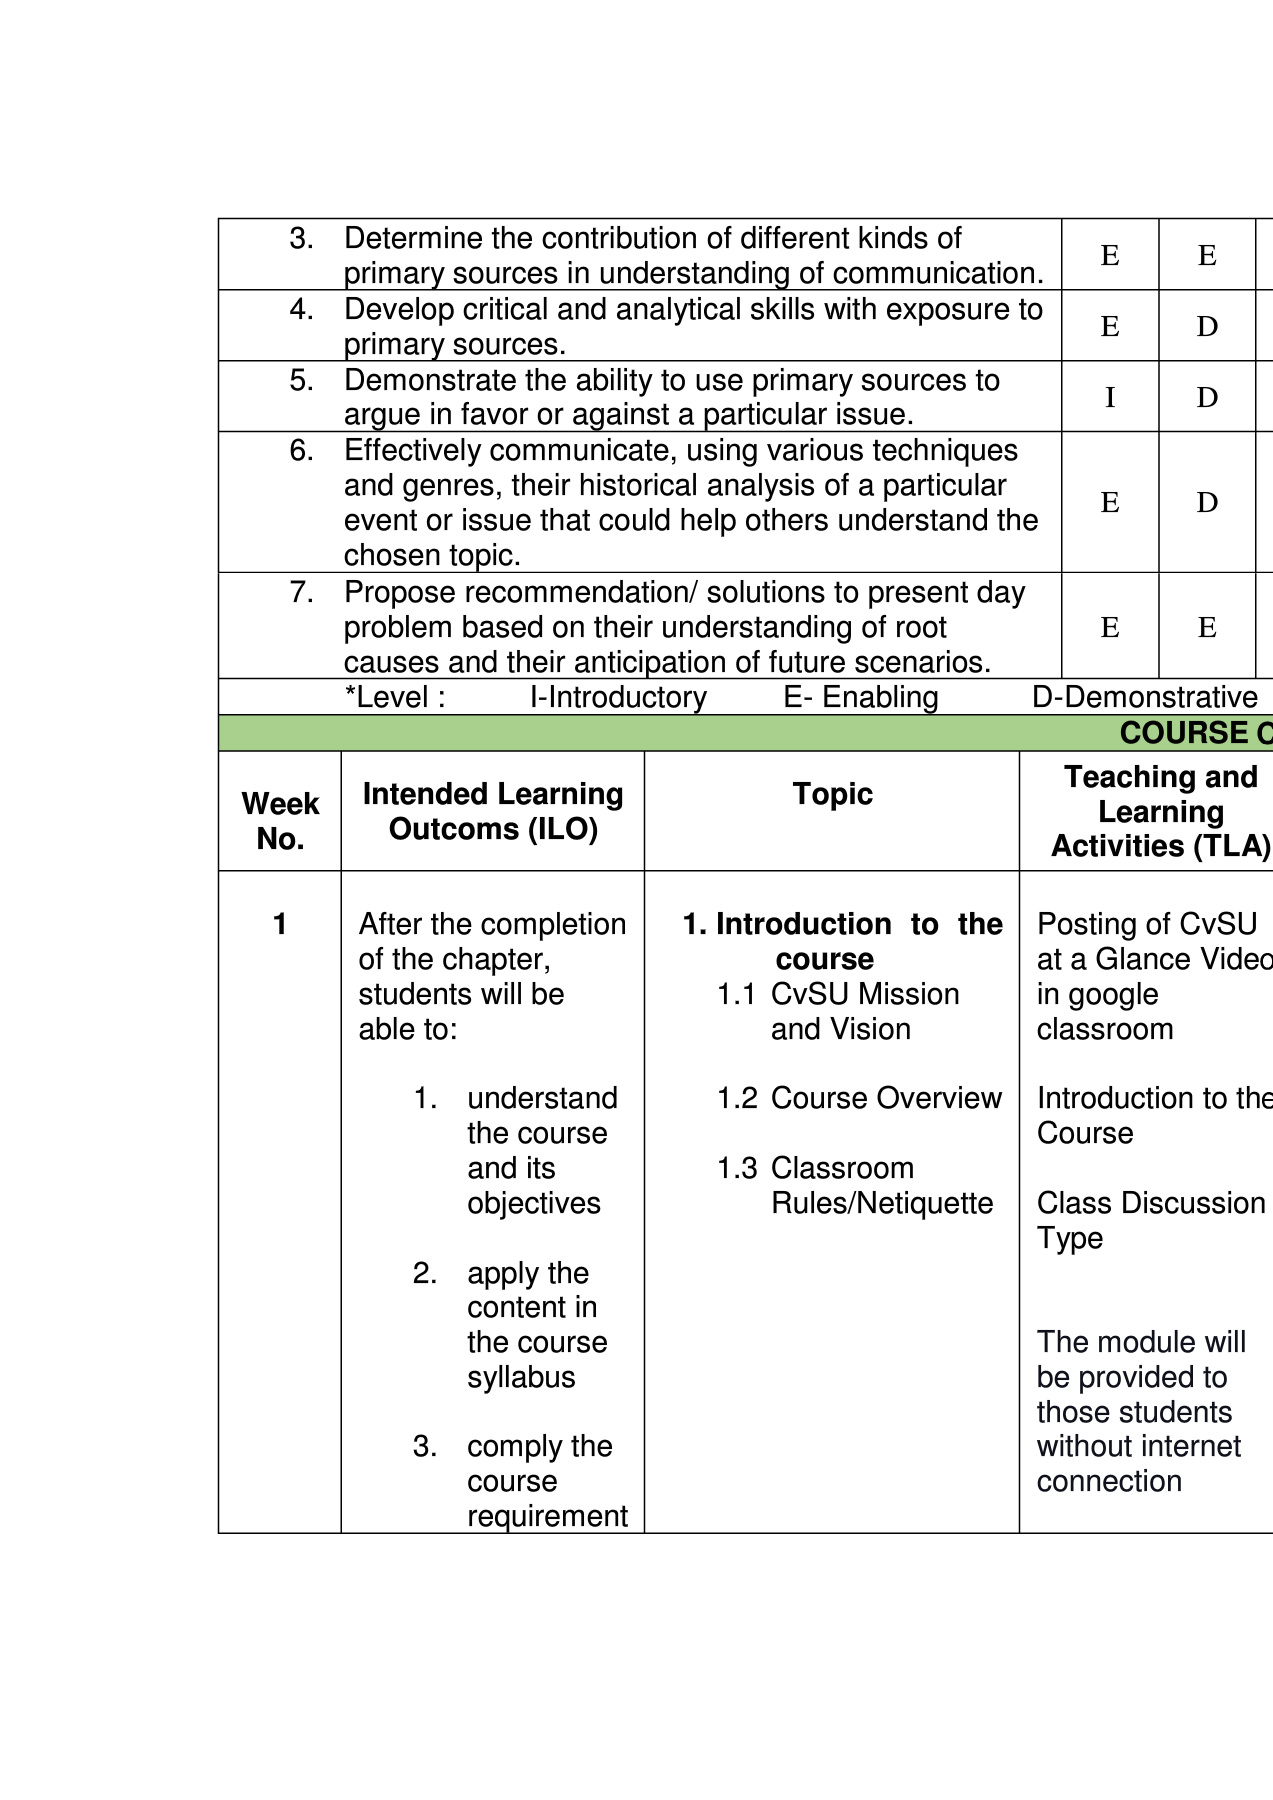 3. Determine the contribution of different kinds of
primary sources in understanding of communication.
E E
4. Develop critical and analytical skills with exposure to
primary sources.
E D
5. Demonstrate the ability to use primary sources to
argue in favor or against a particular issue.
I D
6. Effectively communicate, using various techniques
and genres, their historical analysis of a particular
event or issue that could help others understand the
chosen topic.
E D
7. Propose recommendation/ solutions to present day
problem based on their understanding of root
causes and their anticipation of future scenarios.
E E
*Level : I-Introductory E- Enabling D-Demonstrative
COURSE C
Week
No.
Intended Learning
Outcoms (ILO)
Topic
Teaching and
Learning
Activities (TLA)
1
After the completion
of the chapter,
students will be
able to:
1. understand
the course
and its
objectives
2. apply the
content in
the course
syllabus
3. comply the
course
requirement
1. Introduction to the
course
1.1 CvSU Mission
and Vision
1.2 Course Overview
1.3 Classroom
Rules/Netiquette
Posting of CvSU
at a Glance Video
in google
classroom
Introduction to the
Course
Class Discussion
Type
The module will
be provided to
those students
without internet
connection